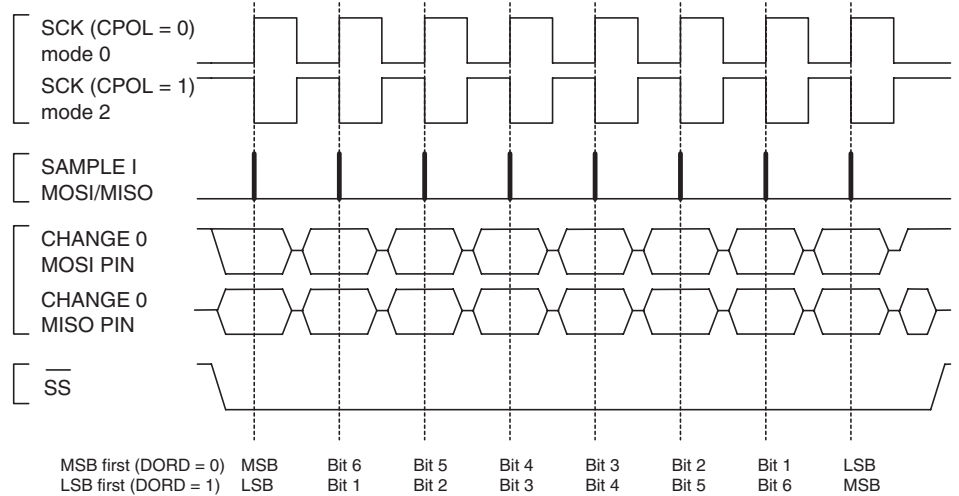 SCK (CPOL = 0)
mode 0
SCK (CPOL = 1)
mode 2
SAMPLE I
MOSI/MISO
CHANGE 0
MOSI PIN
CHANGE 0
MISO PIN
SS
MSB first (DORD = 0) MSB Bit 6 Bit 5 Bit 4 Bit 3 Bit 2 Bit 1 LSB
LSB first (DORD = 1) LSB Bit 1 Bit 2 Bit 3 Bit 4 Bit 5 Bit 6 MSB